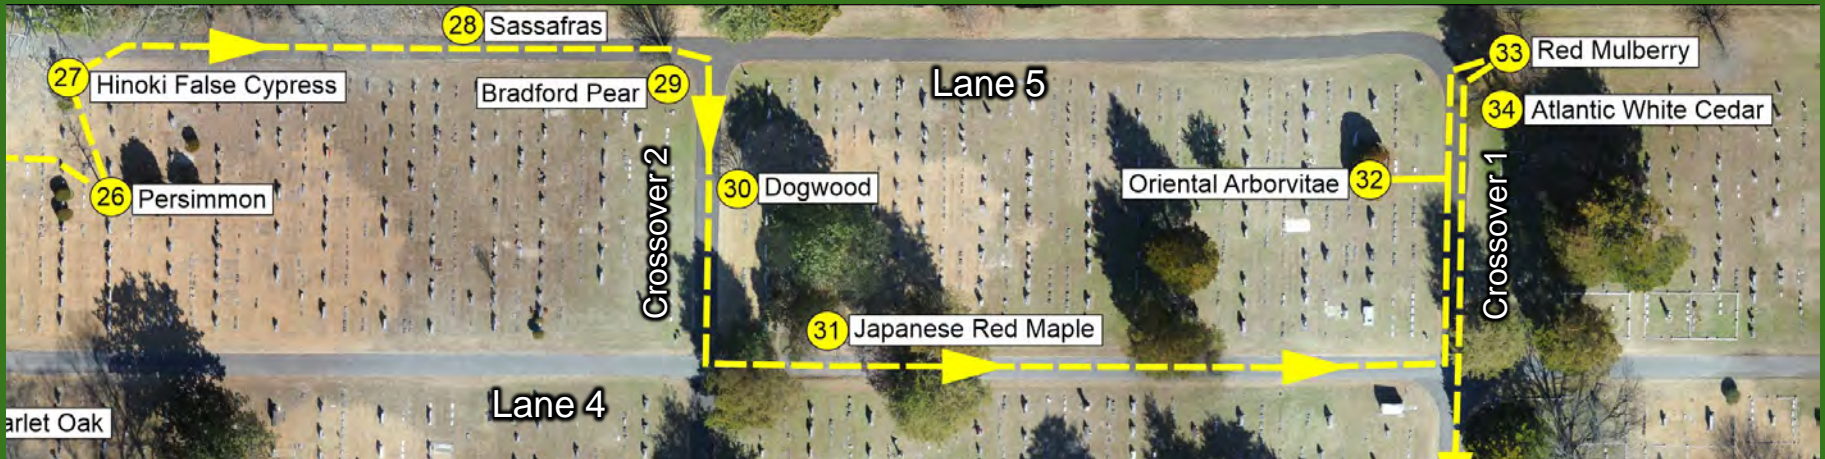 28 Sassafras
27 Hinoki False Cypress
Bradford Pear 29
26 Persimmon
Crossover 2
30 Dogwood
31 Japanese Red Maple
Lane 5
Oriental Arborvitae 32
33 Red Mulberry
34 Atlantic White Cedar
Crossover 1
Lane 4
arlet Oak